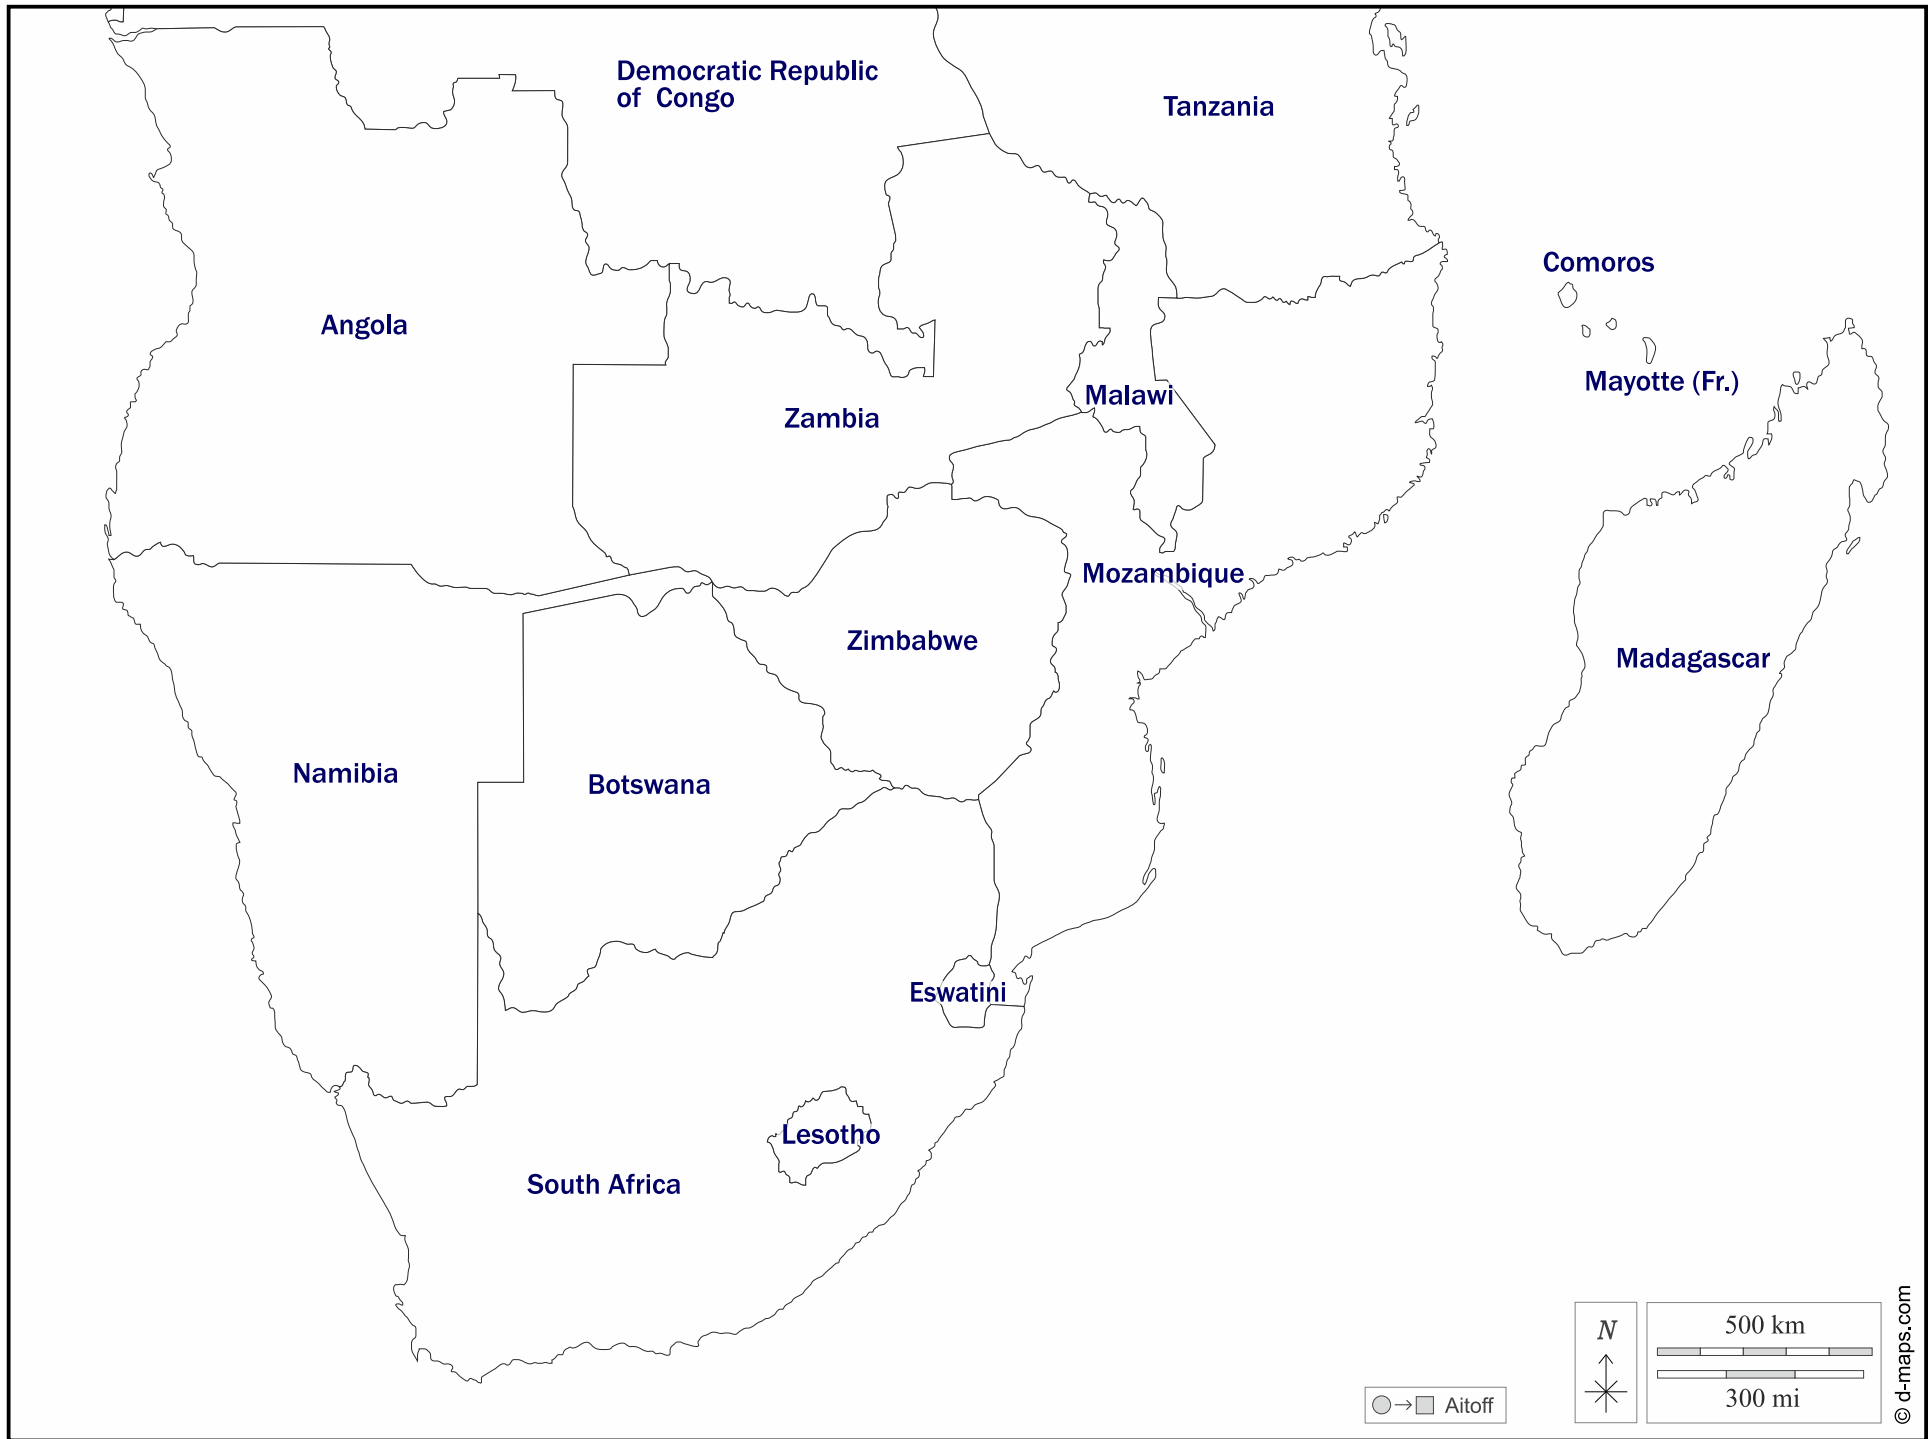 Democratic Republic
of Congo
Tanzania
Comoros
Angola
Mayotte (Fr.)
Malawi
Zambia
Mozambique
Zimbabwe
Madagascar
Namibia
Botswana
Eswatini
Lesotho
South Africa
N
500 km
300 mi
Aitoff
© d-maps.com